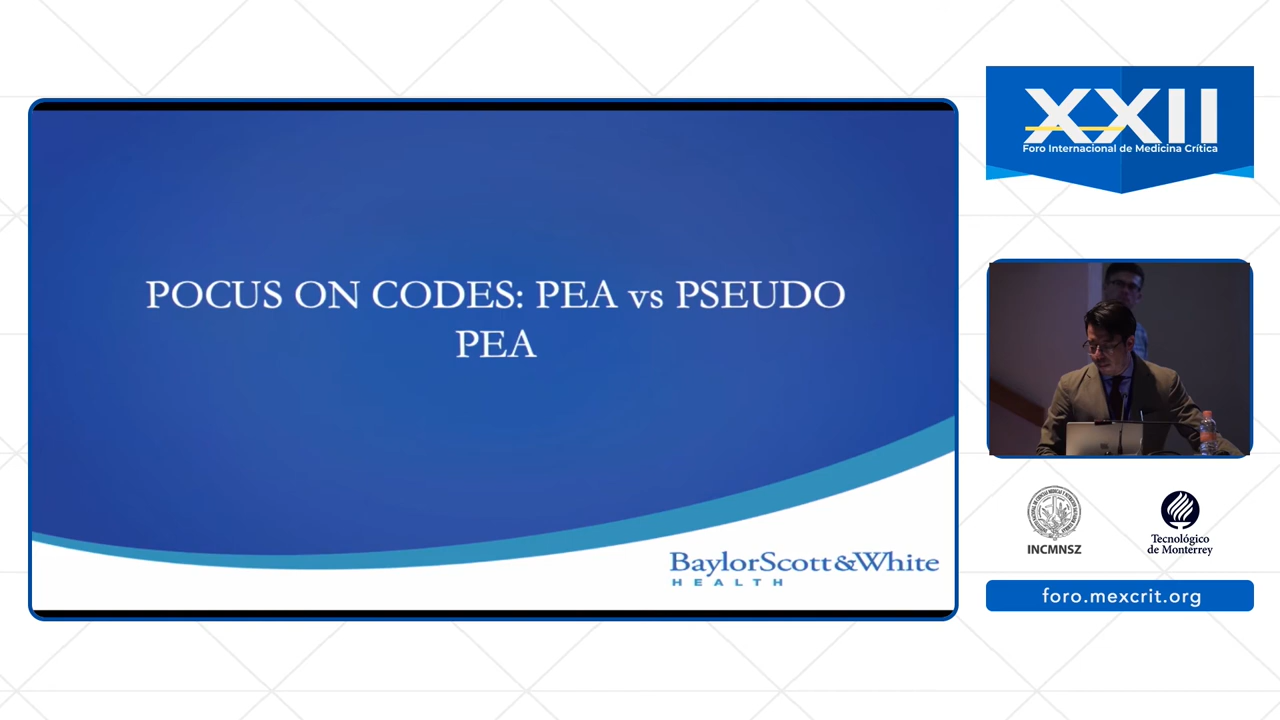 POCUS ON CODES: PEA vs PSEUDO
PEA
BaylorScott&White
HEALTH
XXII
Foro Internacional de Medicina Crítica
INCMNSZ
Tecnológico
de Monterrey
foro.mexcrit.org